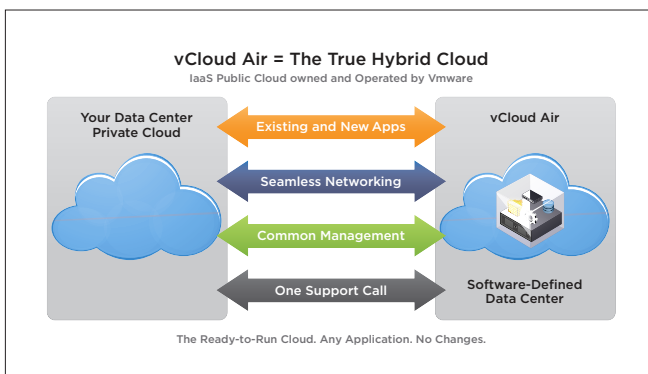 vCloud Air = The True Hybrid Cloud
IaaS Public Cloud owned and Operated by Vmware
Your Data Center
Private Cloud
Existing and New Apps
Seamless Networking
Common Management
One Support Call
vCloud Air
Software-Defined
Data Center
The Ready-to-Run Cloud. Any Application. No Changes.